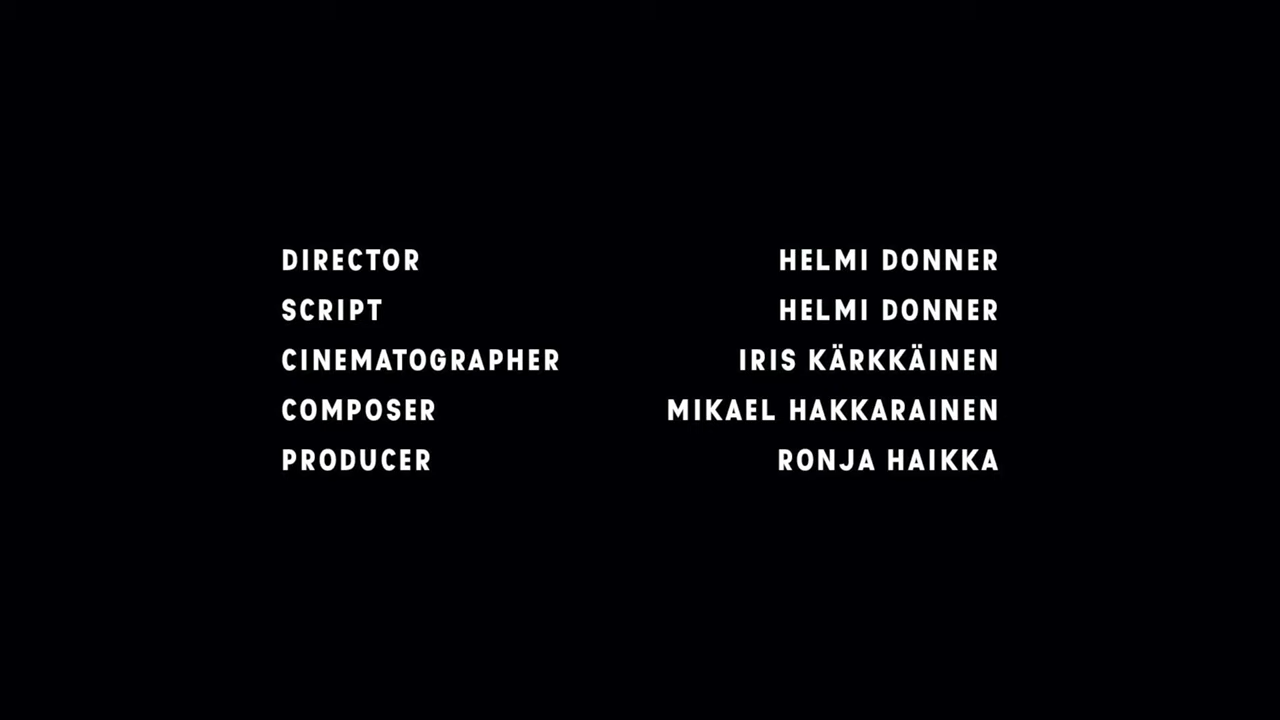 DIRECTOR HELMI DONNER
SCRIPT HELMI DONNER
CINEMATOGRAPHER IRIS KÄRKKÄINEN
COMPOSER MIKAEL HAKKARAINEN
PRODUCER RONJA HAIKKA